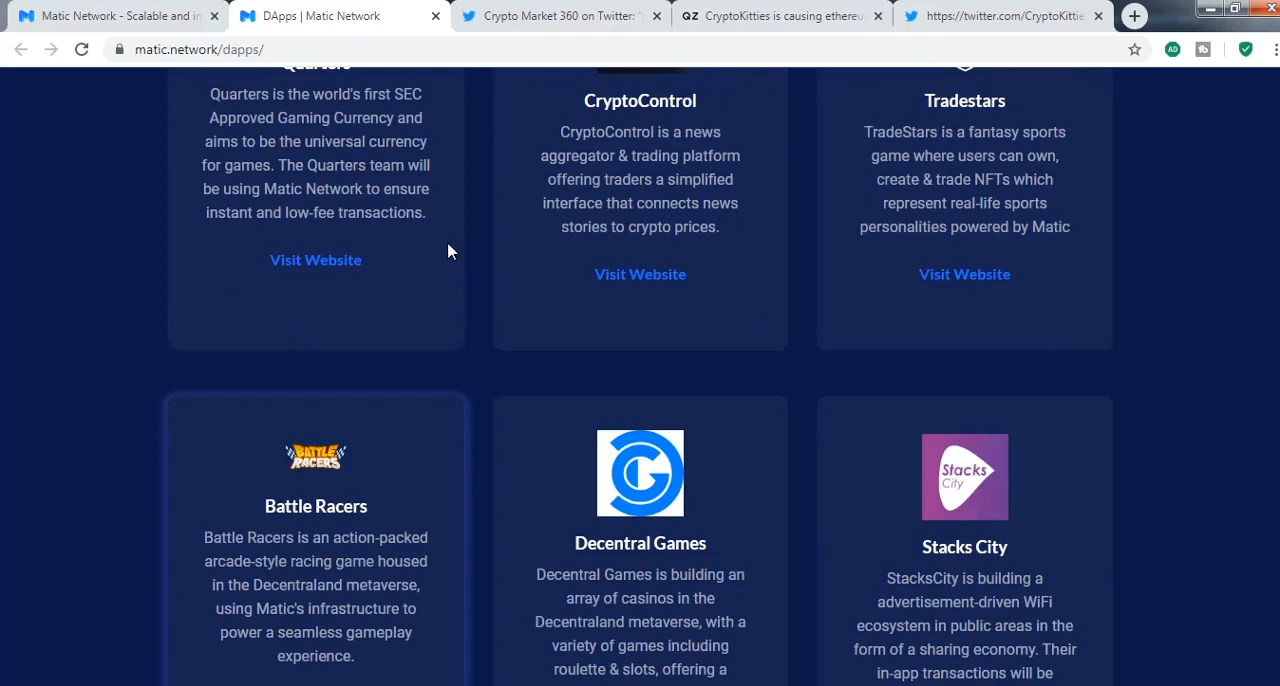 Matic Network - Scalable and in
DApps | Matic Network
Crypto Market 360 on Twitter: "
QZ
CryptoKitties is causing ethereu
https://twitter.com/CryptoKittie
matic.network/dapps/
Quarters
Quarters is the world's first SEC
Approved Gaming Currency and
aims to be the universal currency
for games. The Quarters team will
be using Matic Network to ensure
instant and low-fee transactions.
Visit Website
CryptoControl
CryptoControl is a news
aggregator & trading platform
offering traders a simplified
interface that connects news
stories to crypto prices.
Visit Website
Tradestars
TradeStars is a fantasy sports
game where users can own,
create & trade NFTs which
represent real-life sports
personalities powered by Matic
Visit Website
BATTLE
RACERS
Battle Racers
Battle Racers is an action-packed
arcade-style racing game housed
in the Decentraland metaverse,
using Matic's infrastructure to
power a seamless gameplay
experience.
Decentral Games
Decentral Games is building an
array of casinos in the
Decentraland metaverse, with a
variety of games including
roulette & slots, offering a
Stacks
City
Stacks City
StacksCity is building a
advertisement-driven WiFi
ecosystem in public areas in the
form of a sharing economy. Their
in-app transactions will be